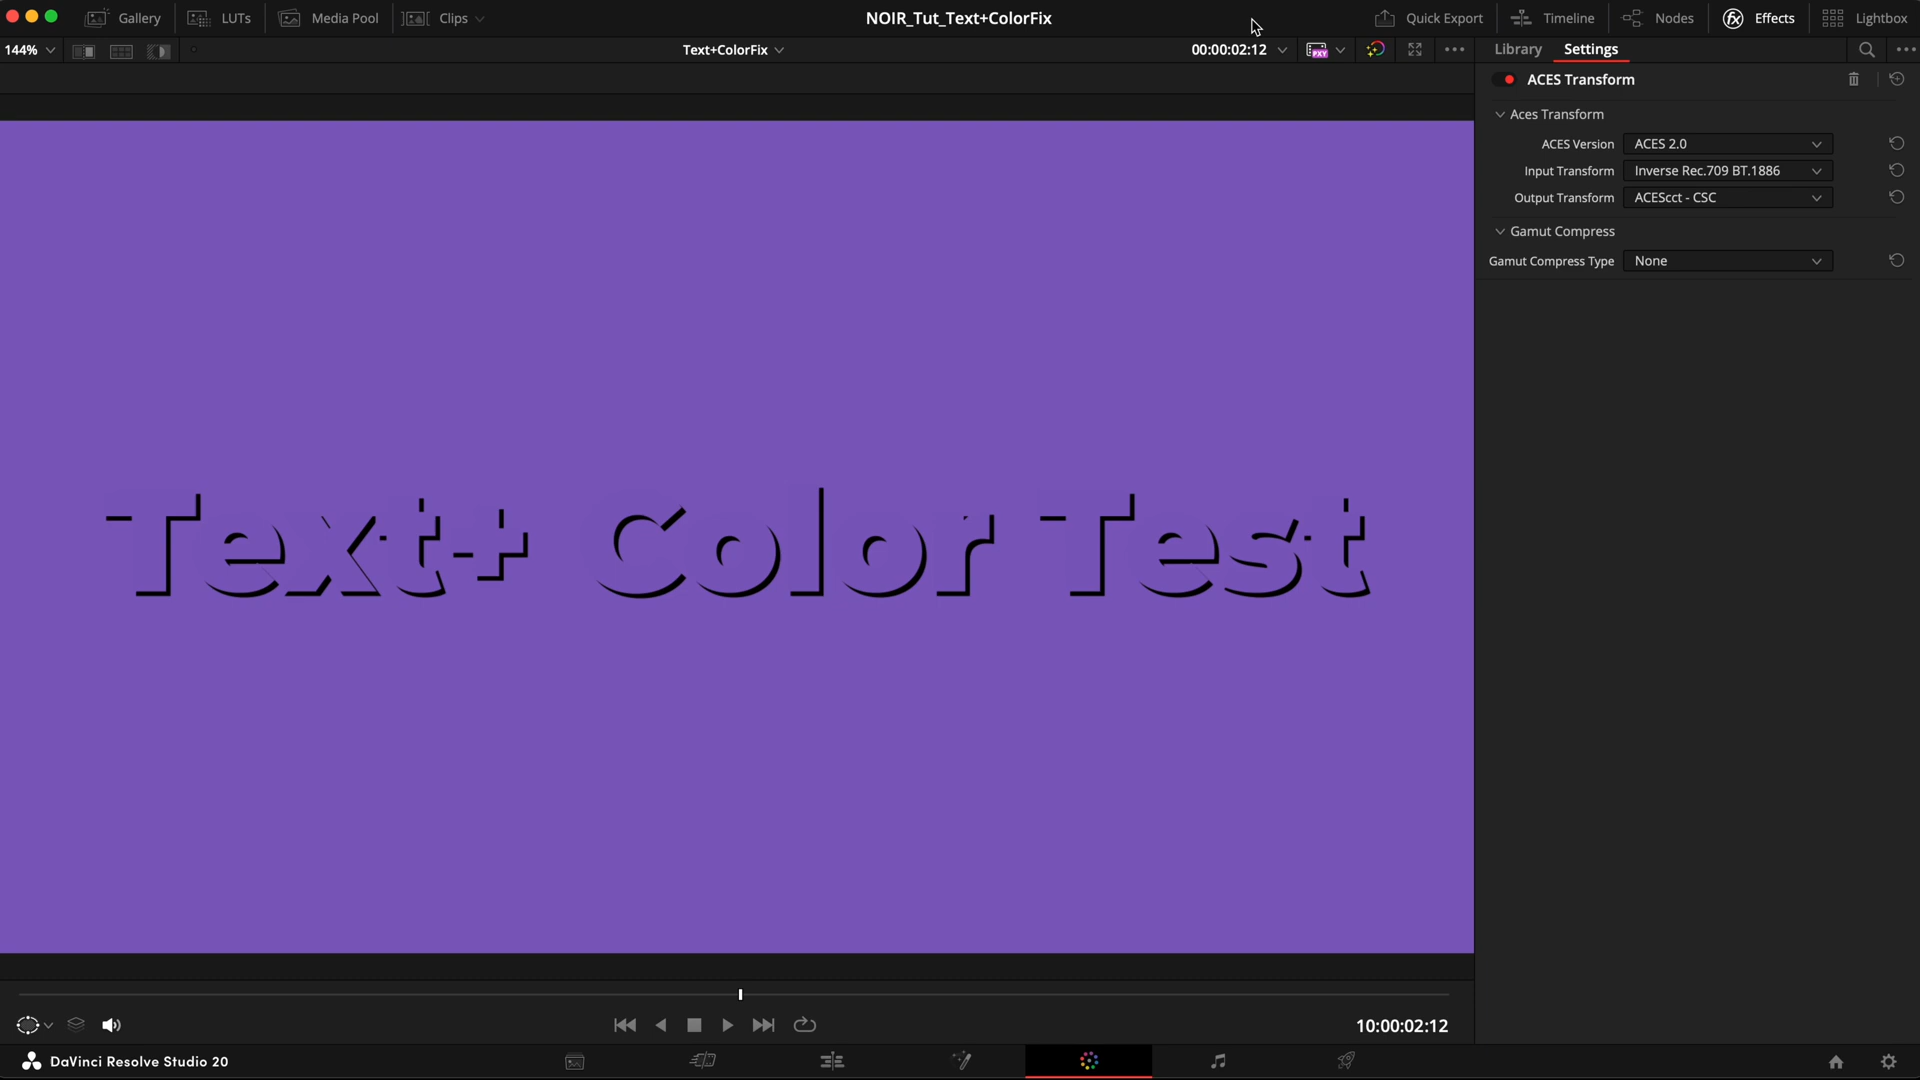 Gallery LUTs Media Pool Clips NOIR_Tut_Text+ColorFix Quick Export Timeline Nodes Effects Lightbox
144% Text+ColorFix 00:00:02:12 PXY Library Settings
ACES Transform
Aces Transform
ACES Version ACES 2.0
Input Transform Inverse Rec.709 BT.1886
Output Transform ACEScct - CSC
Gamut Compress
Gamut Compress Type None
Text+ Color Test
10:00:02:12
DaVinci Resolve Studio 20